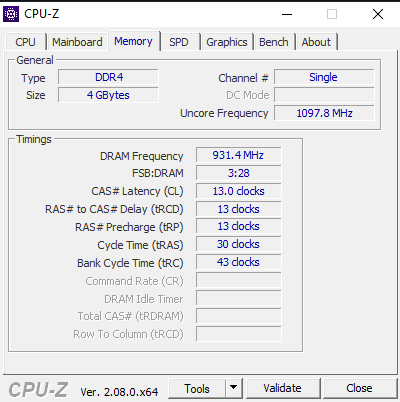 CPU-Z
CPU Mainboard Memory SPD Graphics Bench About
General
Type DDR4 Channel # Single
Size 4 GBytes DC Mode
Uncore Frequency 1097.8 MHz
Timings
DRAM Frequency 931.4 MHz
FSB:DRAM 3:28
CAS# Latency (CL) 13.0 clocks
RAS# to CAS# Delay (tRCD) 13 clocks
RAS# Precharge (tRP) 13 clocks
Cycle Time (tRAS) 30 clocks
Bank Cycle Time (tRC) 43 clocks
Command Rate (CR)
DRAM Idle Timer
Total CAS# (tRDRAM)
Row To Column (tRCD)
CPU-Z Ver. 2.08.0.x64 Tools Validate Close